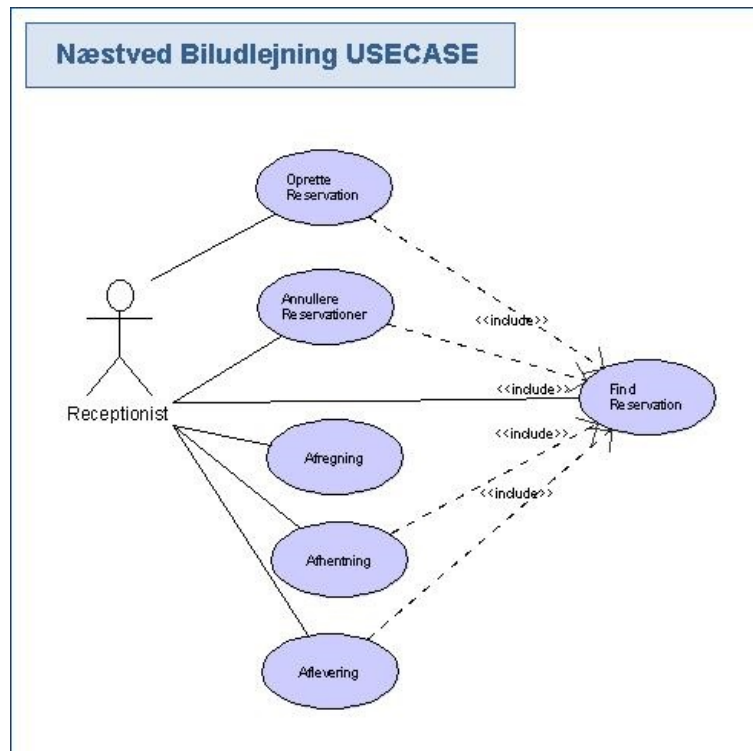 Næstved Biludlejning USECASE
Oprette
Reservation
Annullere
Reservationer
<<include>>
<<include>>
Find
Reservation
Receptionist
<<include>>
Afregning
<<include>>
Afhentning
Aflevering